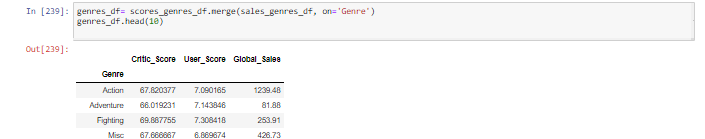 In [239]: genres_df= scores_genres_df.merge(sales_genres_df, on='Genre')
genres_df.head(10)
Out[239]:
Critic_Score User_Score Global_Sales
Genre
Action 67.820377 7.090165 1239.48
Adventure 66.019231 7.143846 81.88
Fighting 69.887755 7.308418 253.91
Misc 67.666667 6.869674 426.73